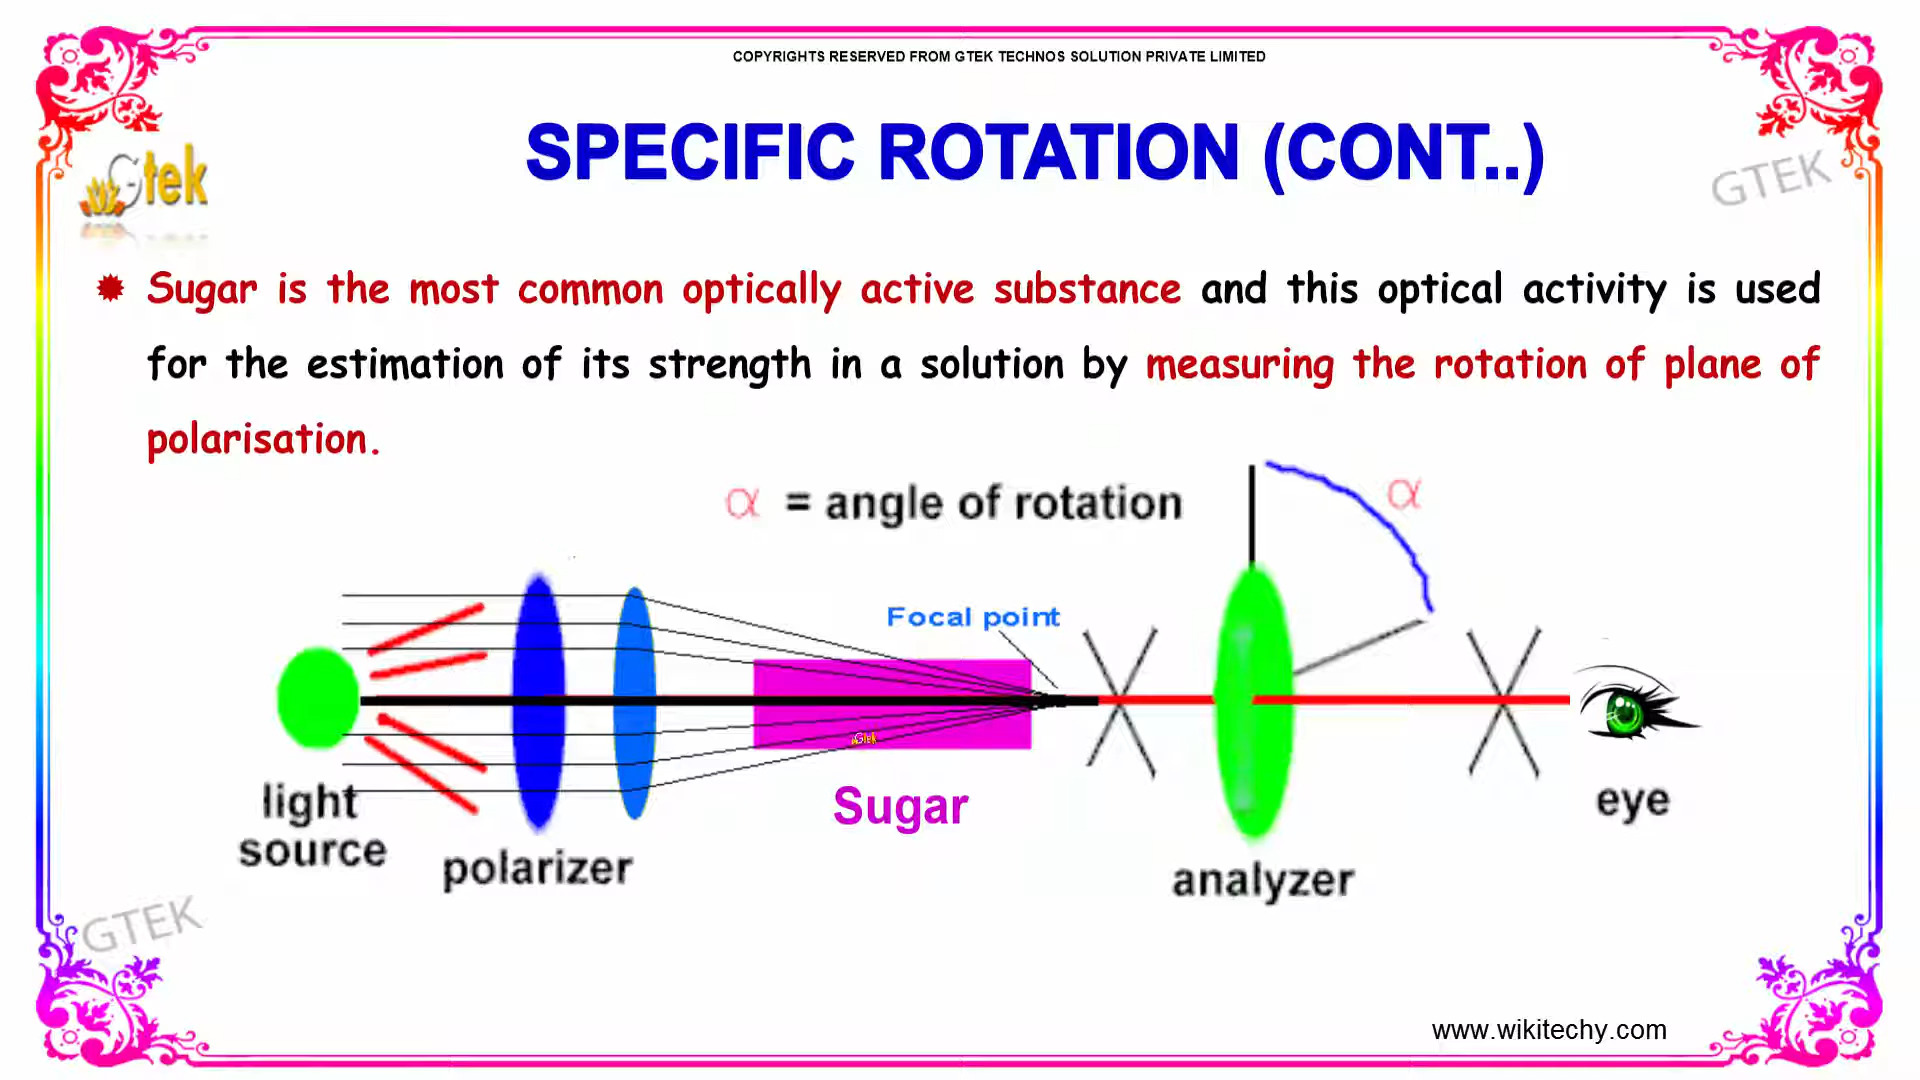 COPYRIGHTS RESERVED FROM GTEK TECHNOS SOLUTION PRIVATE LIMITED
SPECIFIC ROTATION (CONT..)
Gtek
GTEK
Sugar is the most common optically active substance and this optical activity is used
for the estimation of its strength in a solution by measuring the rotation of plane of
polarisation.
α = angle of rotation
α
Focal point
Gtek
light
source
polarizer
Sugar
analyzer
eye
GTEK
www.wikitechy.com